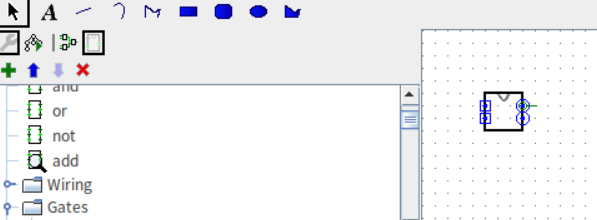 A
and
or
not
add
Wiring
Gates